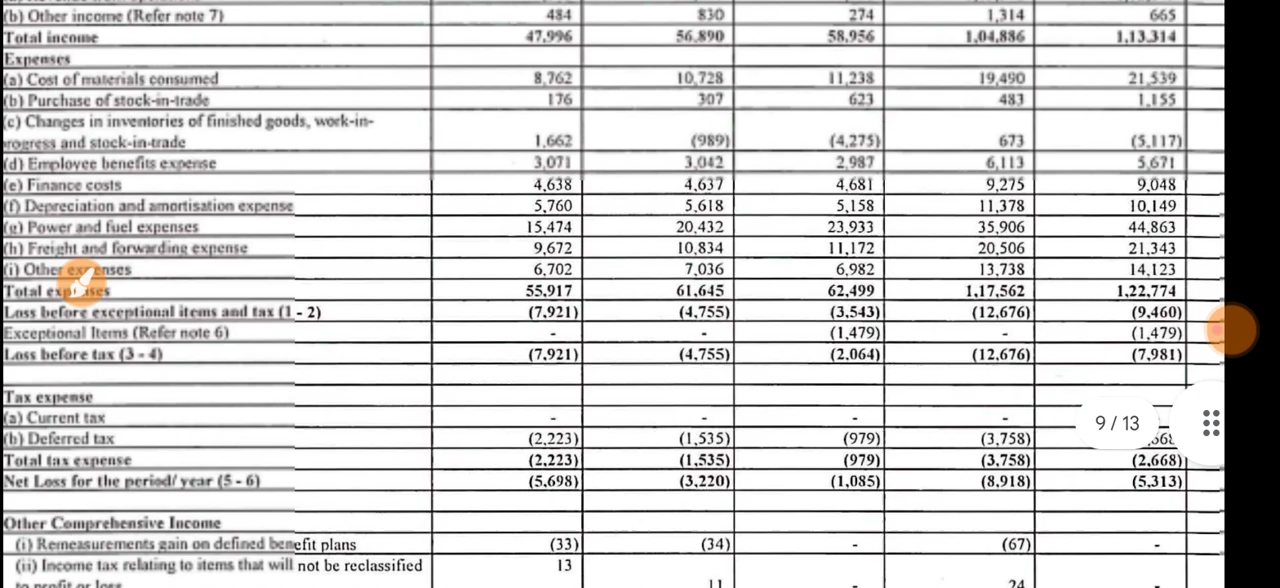 (b) Other income (Refer note 7) 484 830 274 1,314 665
Total income 47,996 56,890 58,956 1,04,886 1,13,314
Expenses
(a) Cost of materials consumed 8,762 10,728 11,238 19,490 21,539
(b) Purchase of stock-in-trade 176 307 623 483 1,155
(c) Changes in inventories of finished goods, work-in-
rogress and stock-in-trade 1,662 (989) (4,275) 673 (5,117)
(d) Employee benefits expense 3,071 3,042 2,987 6,113 5,671
(e) Finance costs 4,638 4,637 4,681 9,275 9,048
(f) Depreciation and amortisation expense 5,760 5,618 5,158 11,378 10,149
(g) Power and fuel expenses 15,474 20,432 23,933 35,906 44,863
(h) Freight and forwarding expense 9,672 10,834 11,172 20,506 21,343
(i) Other expenses 6,702 7,036 6,982 13,738 14,123
Total expenses 55,917 61,645 62,499 1,17,562 1,22,774
Loss before exceptional items and tax (1 - 2) (7,921) (4,755) (3,543) (12,676) (9,460)
Exceptional Items (Refer note 6) - - (1,479) - (1,479)
Loss before tax (3 - 4) (7,921) (4,755) (2,064) (12,676) (7,981)
Tax expense
(a) Current tax - - - -
9 / 13
(b) Deferred tax (2,223) (1,535) (979) (3,758)
Total tax expense (2,223) (1,535) (979) (3,758) (2,668)
Net Loss for the period/ year (5 - 6) (5,698) (3,220) (1,085) (8,918) (5,313)
Other Comprehensive Income
(i) Remeasurements gain on defined benefit plans (33) (34) - (67) -
(ii) Income tax relating to items that will not be reclassified 13
to profit or loss 11 - 24 -